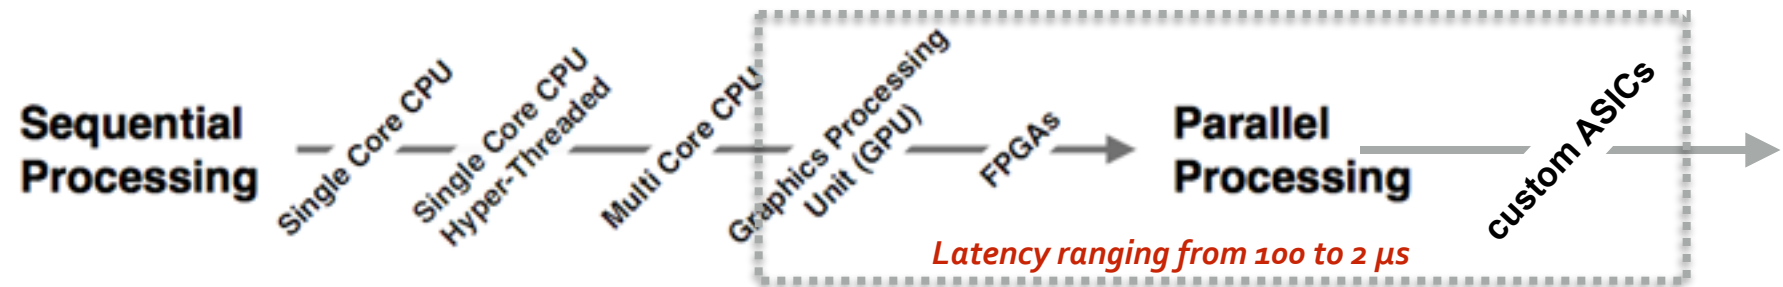 Sequential
Processing
Single Core CPU
Single Core CPU
Hyper-Threaded
Multi Core CPU
Graphics Processing
Unit (GPU)
FPGAs
Parallel
Processing
custom ASICs
Latency ranging from 100 to 2 μs